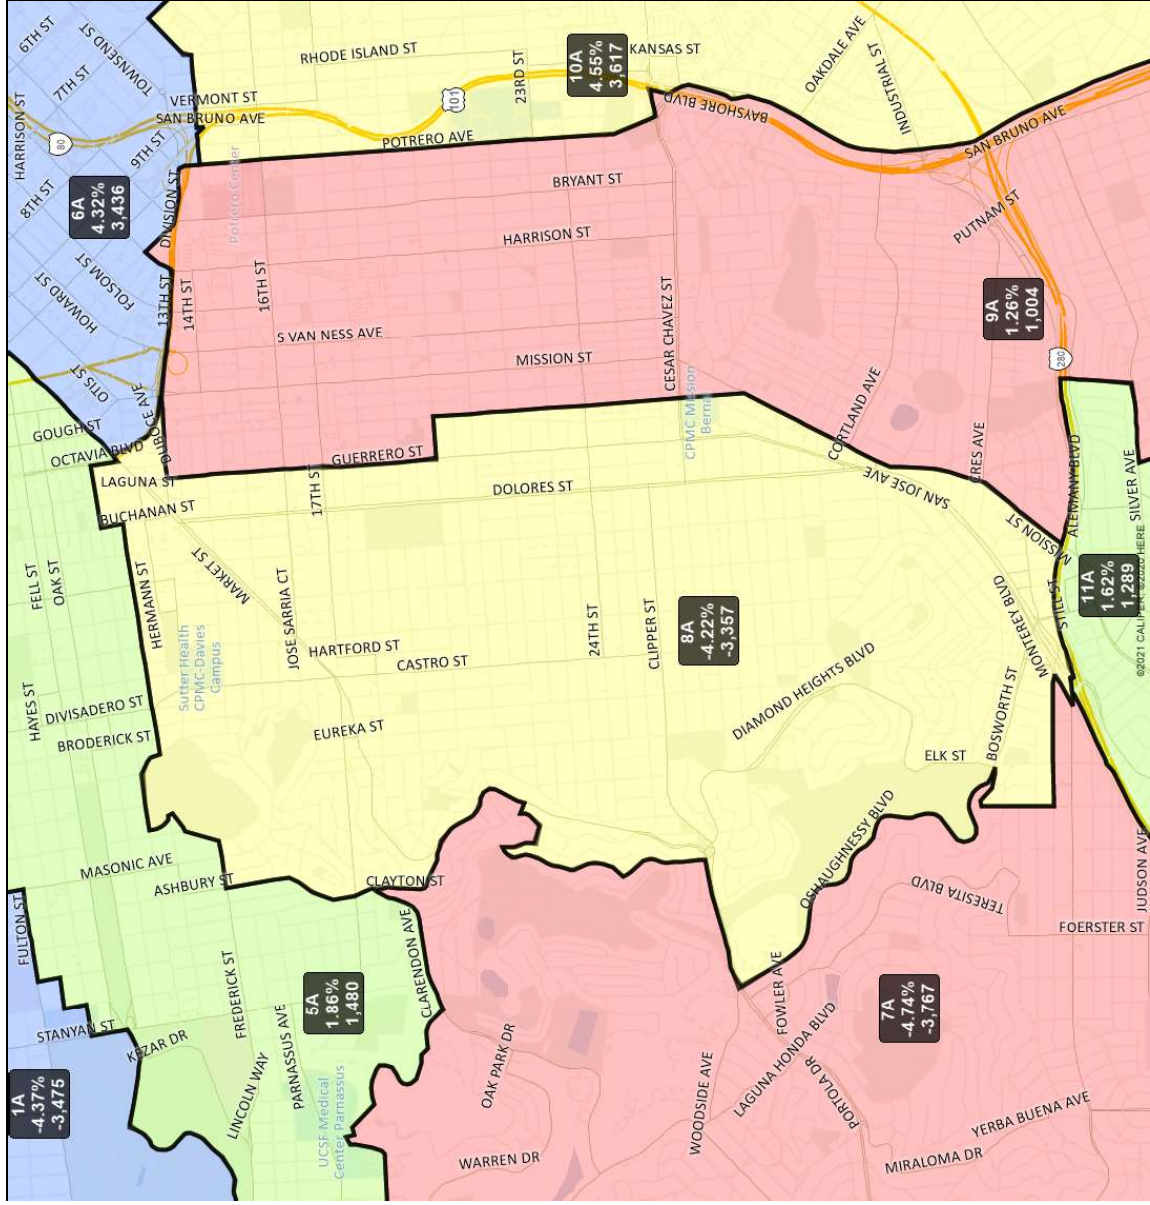 6TH ST
TOWNSEND ST
7TH ST
HARRISON ST
80
9TH ST
8TH ST
6A
4.32%
3,436
HOWARD ST
FOLSOM ST
DIVISION ST
13TH ST
14TH ST
16TH ST
OTIS ST
DUBOCE AVE
VERMONT ST
SAN BRUNO AVE
RHODE ISLAND ST
23RD ST
101
POTRERO AVE
10A
4.55%
3,617
KANSAS ST
OAKDALE AVE
INDUSTRIAL ST
BAYSHORE BLVD
SAN BRUNO AVE
Potrero Center
BRYANT ST
HARRISON ST
S VAN NESS AVE
MISSION ST
CESAR CHAVEZ ST
PUTNAM ST
9A
1.26%
1,004
280
CPMC Mission
Bernal
CORTLAND AVE
CRES AVE
GOUGH ST
OCTAVIA BLVD
LAGUNA ST
BUCHANAN ST
GUERRERO ST
17TH ST
DOLORES ST
SAN JOSE AVE
MISSION ST
ALEMANY BLVD
SILVER AVE
FELL ST
OAK ST
HERMANN ST
MARKET ST
JOSE SARRIA CT
HARTFORD ST
CASTRO ST
24TH ST
CLIPPER ST
8A
-4.22%
-3,357
MONTEREY BLVD
STILL ST
11A
1.62%
1,289
©2021 CALIPER; ©2020 HERE
Sutter Health
CPMC-Davies
Campus
HAYES ST
DIVISADERO ST
BRODERICK ST
EUREKA ST
DIAMOND HEIGHTS BLVD
BOSWORTH ST
ELK ST
OSHAUGHNESSY BLVD
MASONIC AVE
ASHBURY ST
CLAYTON ST
TERESITA BLVD
JUDSON AVE
FOERSTER ST
FULTON ST
STANYAN ST
KEZAR DR
FREDERICK ST
5A
1.86%
1,480
CLARENDON AVE
PARNASSUS AVE
LINCOLN WAY
UCSF Medical
Center Parnassus
1A
-4.37%
-3,475
OAK PARK DR
WARREN DR
WOODSIDE AVE
FOWLER AVE
LAGUNA HONDA BLVD
PORTOLA DR
7A
-4.74%
-3,767
MIRALOMA DR
YERBA BUENA AVE